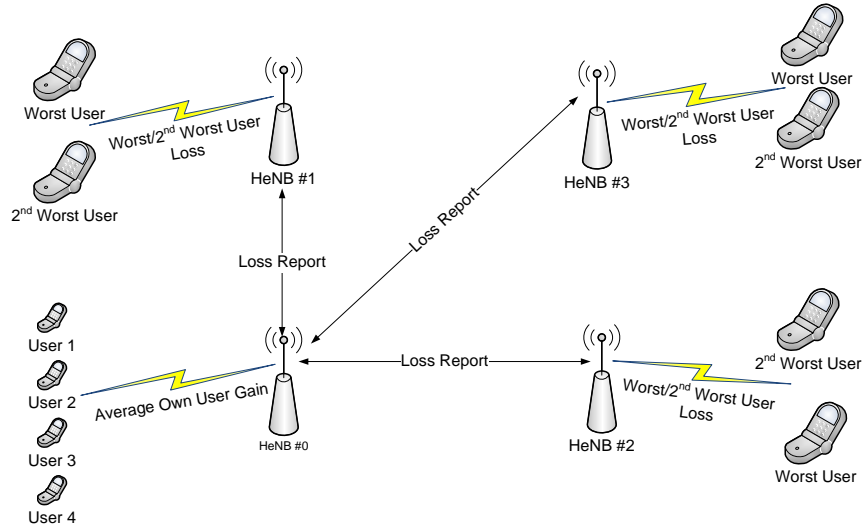 Worst User
2nd Worst User
Worst/2nd Worst User
Loss
HeNB #1
Worst User
2nd Worst User
Worst/2nd Worst User
Loss
HeNB #3
Loss Report
Loss Report
Loss Report
User 1
User 2
User 3
User 4
Average Own User Gain
HeNB #0
HeNB #2
Worst/2nd Worst User
Loss
2nd Worst User
Worst User